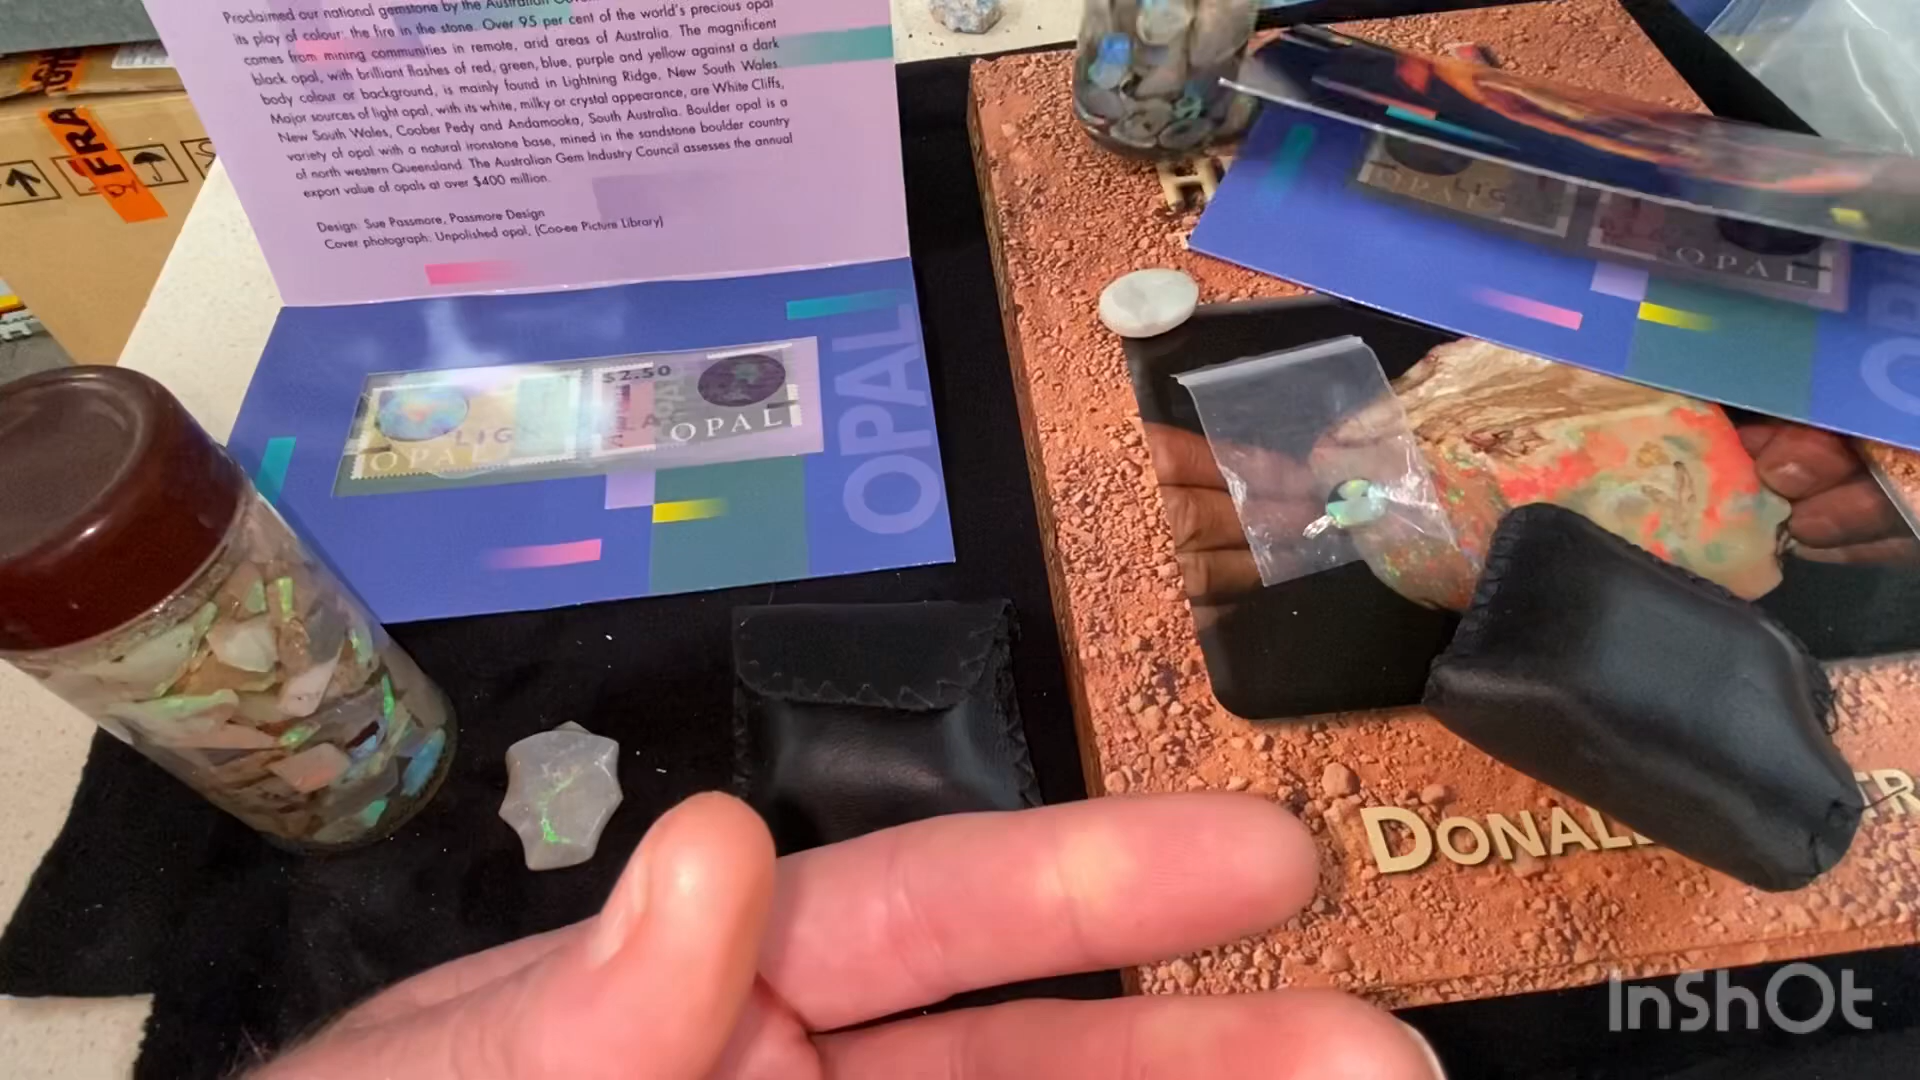 Proclaimed our national gemstone by the Australian
its play of colour: the fire in the stone. Over 95 per cent of the world's precious opal
comes from mining communities in remote, arid areas of Australia. The magnificent
black opal, with brilliant flashes of red, green, blue, purple and yellow against a dark
body colour or background, is mainly found in Lightning Ridge, New South Wales.
Major sources of light opal, with its white, milky or crystal appearance, are White Cliffs,
New South Wales, Coober Pedy and Andamooka, South Australia. Boulder opal is a
variety of opal with a natural ironstone base, mined in the sandstone boulder country
of north western Queensland. The Australian Gem Industry Council assesses the annual
export value of opals at over $400 million.
Design: Sue Passmore, Passmore Design
Cover photograph: Unpolished opal, (Coo-ee Picture Library)
$2.50
LIG
OPAL
OPAL
OPAL
FRA
OPAL
LIG
OPAL
DONAL
InShOt